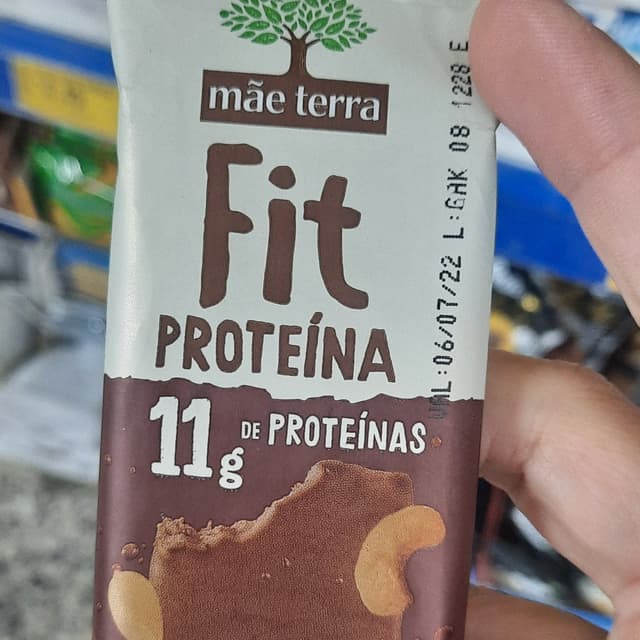 mãe terra
Fit
PROTEÍNA
11g DE PROTEÍNAS
VAL:06/07/22 L:GAK 08 1228 E